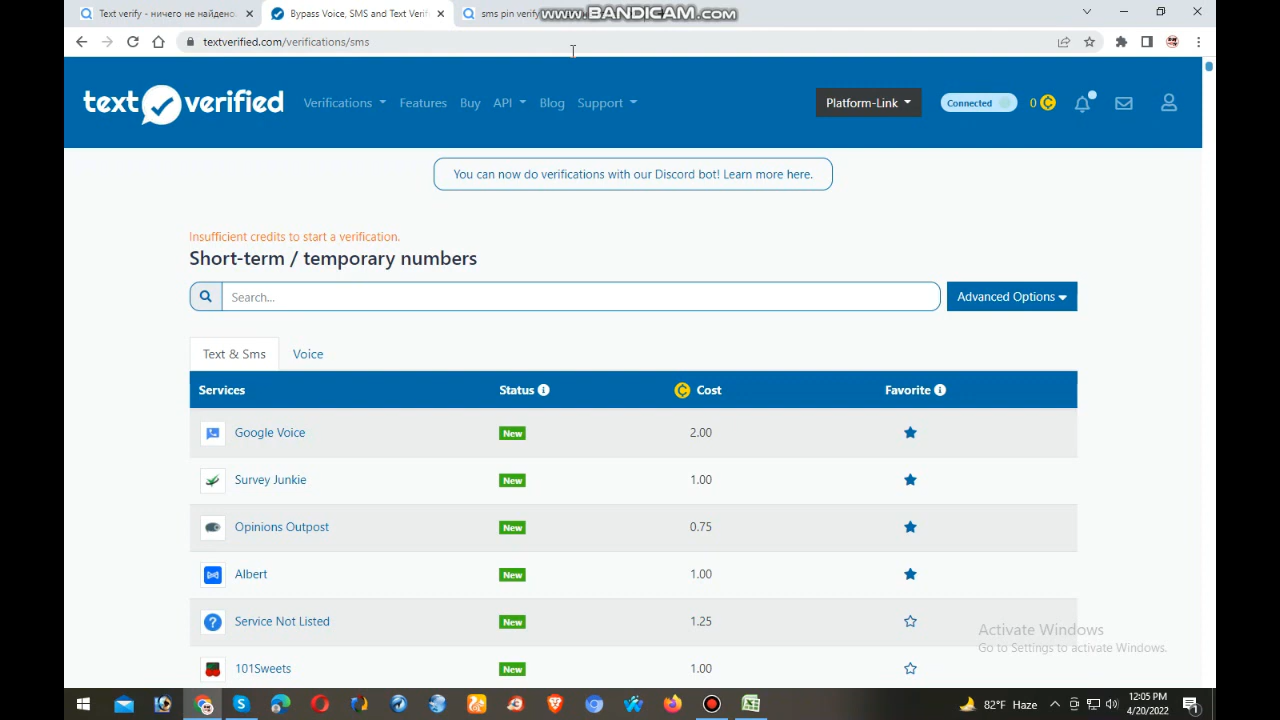 Text verify - ничего не найдено
Bypass Voice, SMS and Text Verif
sms pin verify
www.BANDICAM.com
textverified.com/verifications/sms
text verified
Verifications
Features
Buy
API
Blog
Support
Platform-Link
Connected
0
You can now do verifications with our Discord bot! Learn more here.
Insufficient credits to start a verification.
Short-term / temporary numbers
Search...
Advanced Options
Text & Sms
Voice
Services Status Cost Favorite
Google Voice New 2.00
Survey Junkie New 1.00
Opinions Outpost New 0.75
Albert New 1.00
Service Not Listed New 1.25
101Sweets New 1.00
Activate Windows
Go to Settings to activate Windows.
82°F Haze
12:05 PM
4/20/2022
1